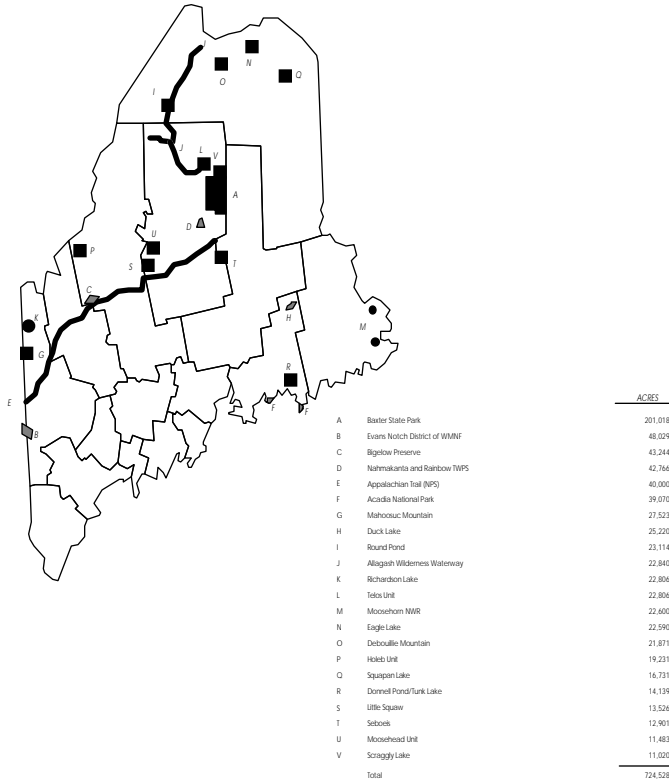 J
N
O
Q
I
J
L
V
A
D
U
S
P
T
C
K
H
M
G
R
E
F
F
B
ACRES
A Baxter State Park 201,018
B Evans Notch District of WMNF 48,029
C Bigelow Preserve 43,244
D Nahmakanta and Rainbow TWPS 42,766
E Appalachian Trail (NPS) 40,000
F Acadia National Park 39,070
G Mahoosuc Mountain 27,523
H Duck Lake 25,220
I Round Pond 23,114
J Allagash Wilderness Waterway 22,840
K Richardson Lake 22,806
L Telos Unit 22,806
M Moosehorn NWR 22,600
N Eagle Lake 22,590
O Deboullie Mountain 21,871
P Holeb Unit 19,231
Q Squapan Lake 16,731
R Donnell Pond/Tunk Lake 14,139
S Little Squaw 13,526
T Seboeis 12,901
U Moosehead Unit 11,483
V Scraggly Lake 11,020
Total 724,528